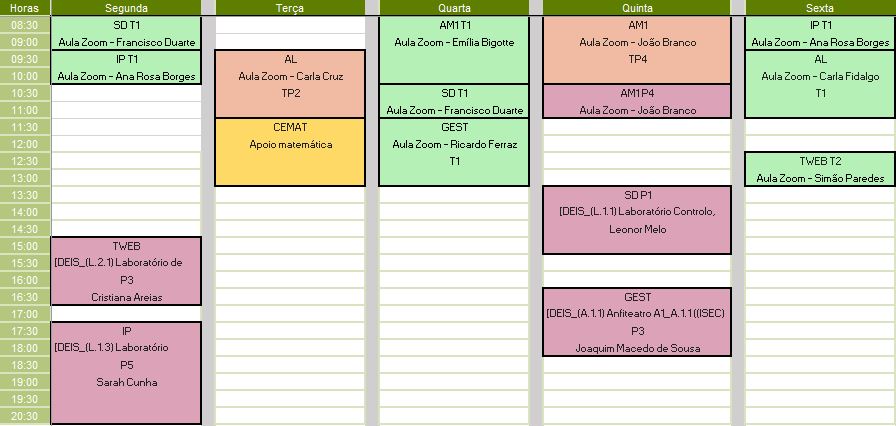 Horas Segunda Terça Quarta Quinta Sexta
08:30 SD T1 AM1 T1 AM1 IP T1
09:00 Aula Zoom - Francisco Duarte Aula Zoom - Emília Bigotte Aula Zoom - João Branco Aula Zoom - Ana Rosa Borges
09:30 IP T1 AL TP4 AL
10:00 Aula Zoom - Ana Rosa Borges Aula Zoom - Carla Cruz Aula Zoom - Carla Fidalgo
10:30 TP2 SD T1 AM1 P4 T1
11:00 Aula Zoom - Francisco Duarte Aula Zoom - João Branco
11:30 CEMAT GEST
12:00 Apoio matemática Aula Zoom - Ricardo Ferraz
12:30 T1 TWEB T2
13:00 Aula Zoom - Simão Paredes
13:30 SD P1
14:00 [DEIS_(L.1.1) Laboratório Controlo,
14:30 Leonor Melo
15:00 TWEB
15:30 [DEIS_(L.2.1) Laboratório de
16:00 P3
16:30 Cristiana Areias GEST
17:00 [DEIS_(A.1.1) Anfiteatro A1_A.1.1((ISEC)
17:30 IP P3
18:00 [DEIS_(L.1.3) Laboratório Joaquim Macedo de Sousa
18:30 P5
19:00 Sarah Cunha
19:30
20:30